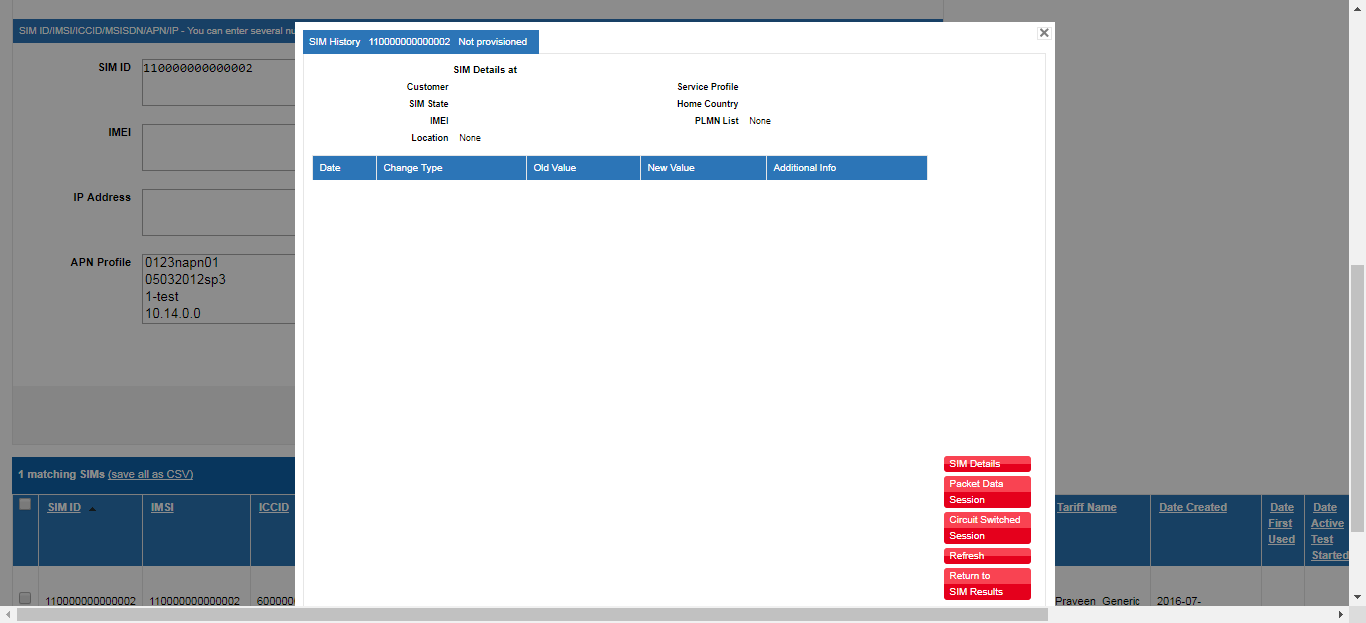 SIM ID/IMSI/ICCID/MSISDN/APN/IP - You can enter several
SIM ID 110000000000002
IMEI
IP Address
APN Profile 0123napn01
05032012sp3
1-test
10.14.0.0
SIM History 110000000000002 Not provisioned
SIM Details at
Customer Service Profile
SIM State Home Country
IMEI PLMN List None
Location None
Date Change Type Old Value New Value Additional Info
SIM Details
Packet Data
Session
Circuit Switched
Session
Refresh
Return to
SIM Results
1 matching SIMs (save all as CSV)
SIM ID IMSI ICCID Tariff Name Date Created Date First Used Date Active Test Started
110000000000002 110000000000002 60000 Praveen_Generic 2016-07-